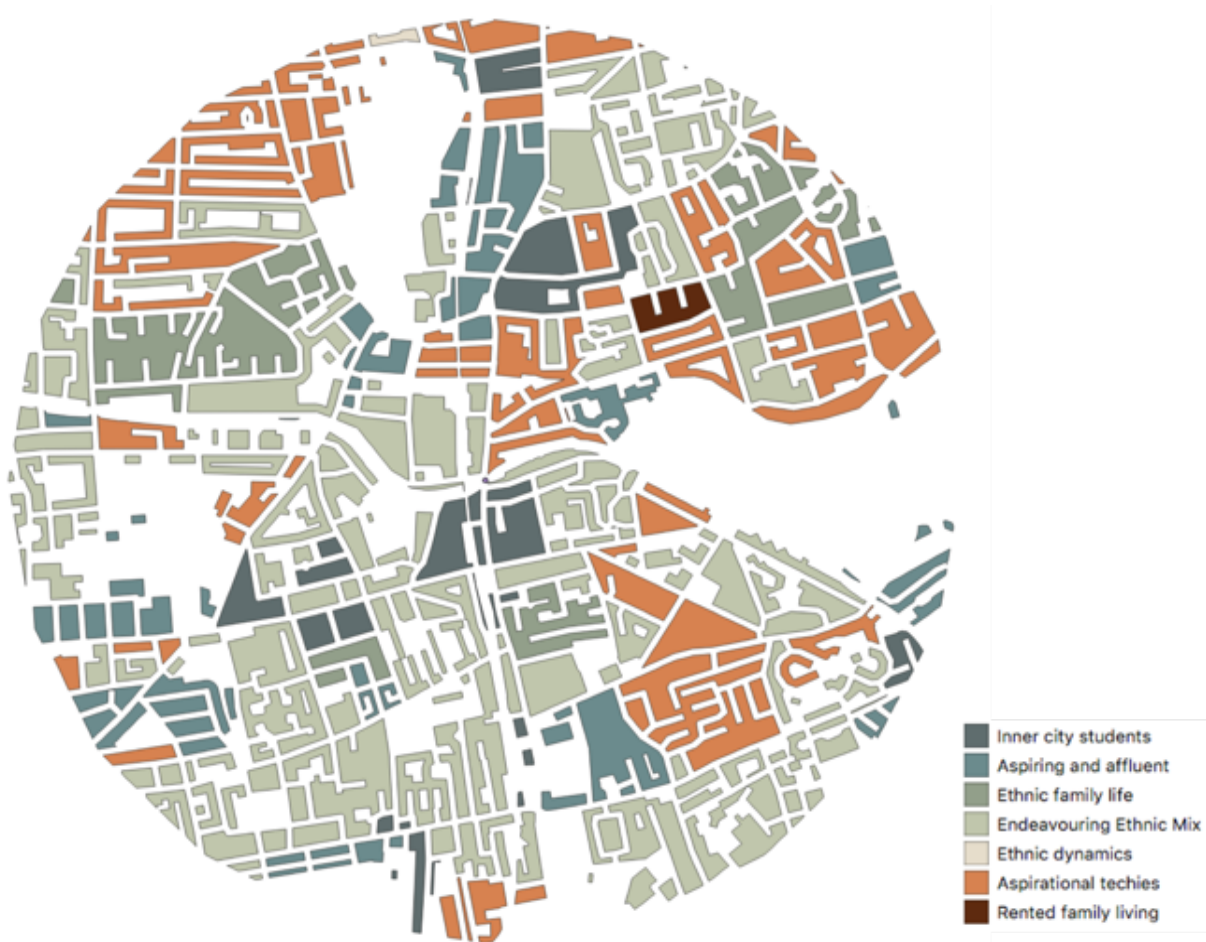 Inner city students
Aspiring and affluent
Ethnic family life
Endeavouring Ethnic Mix
Ethnic dynamics
Aspirational techies
Rented family living